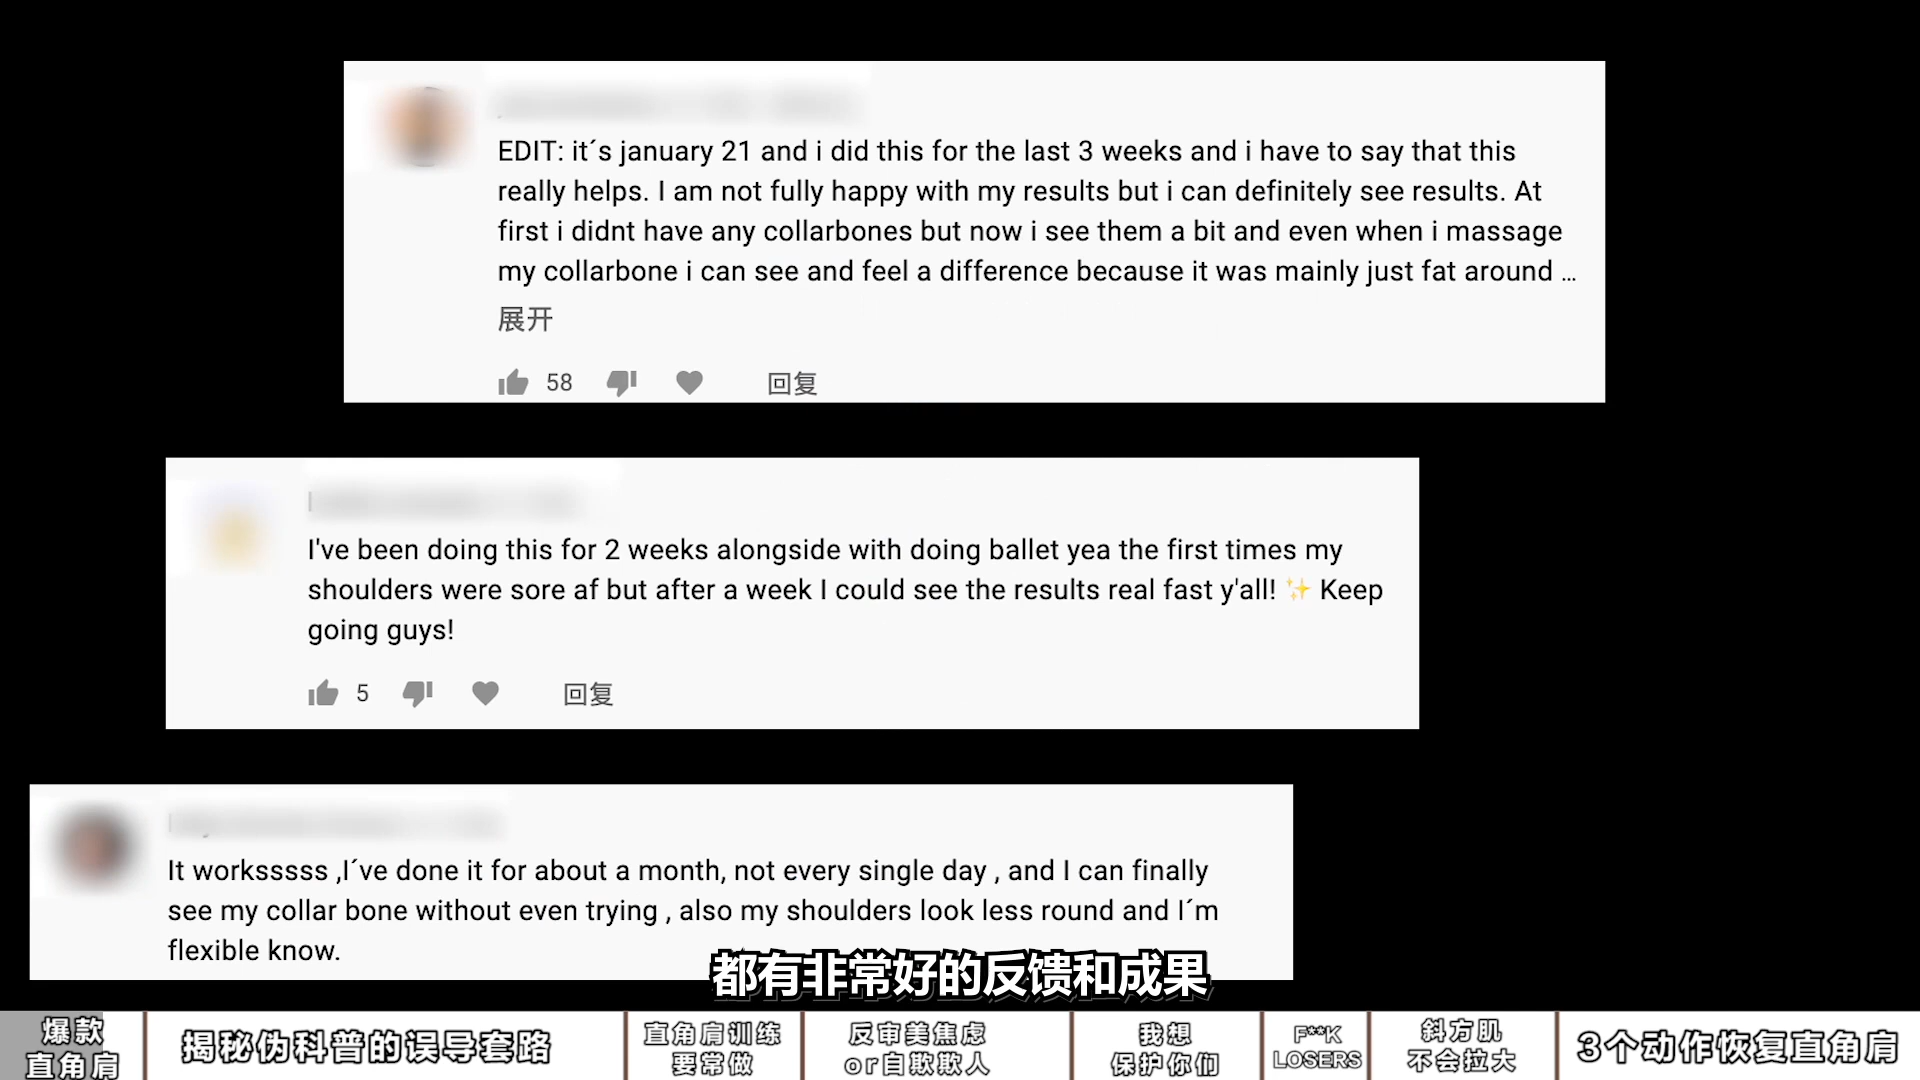 EDIT: it´s january 21 and i did this for the last 3 weeks and i have to say that this
really helps. I am not fully happy with my results but i can definitely see results. At
first i didnt have any collarbones but now i see them a bit and even when i massage
my collarbone i can see and feel a difference because it was mainly just fat around ...
展开
58
回复
I've been doing this for 2 weeks alongside with doing ballet yea the first times my
shoulders were sore af but after a week I could see the results real fast y'all! ✨ Keep
going guys!
5
回复
It worksssss ,I´ve done it for about a month, not every single day , and I can finally
see my collar bone without even trying , also my shoulders look less round and I´m
flexible know.
都有非常好的反馈和成果
爆款
直角肩
揭秘伪科普的误导套路
直角肩训练
要常做
反审美焦虑
or自欺欺人
我想
保护你们
F**K
LOSERS
斜方肌
不会拉大
3个动作恢复直角肩